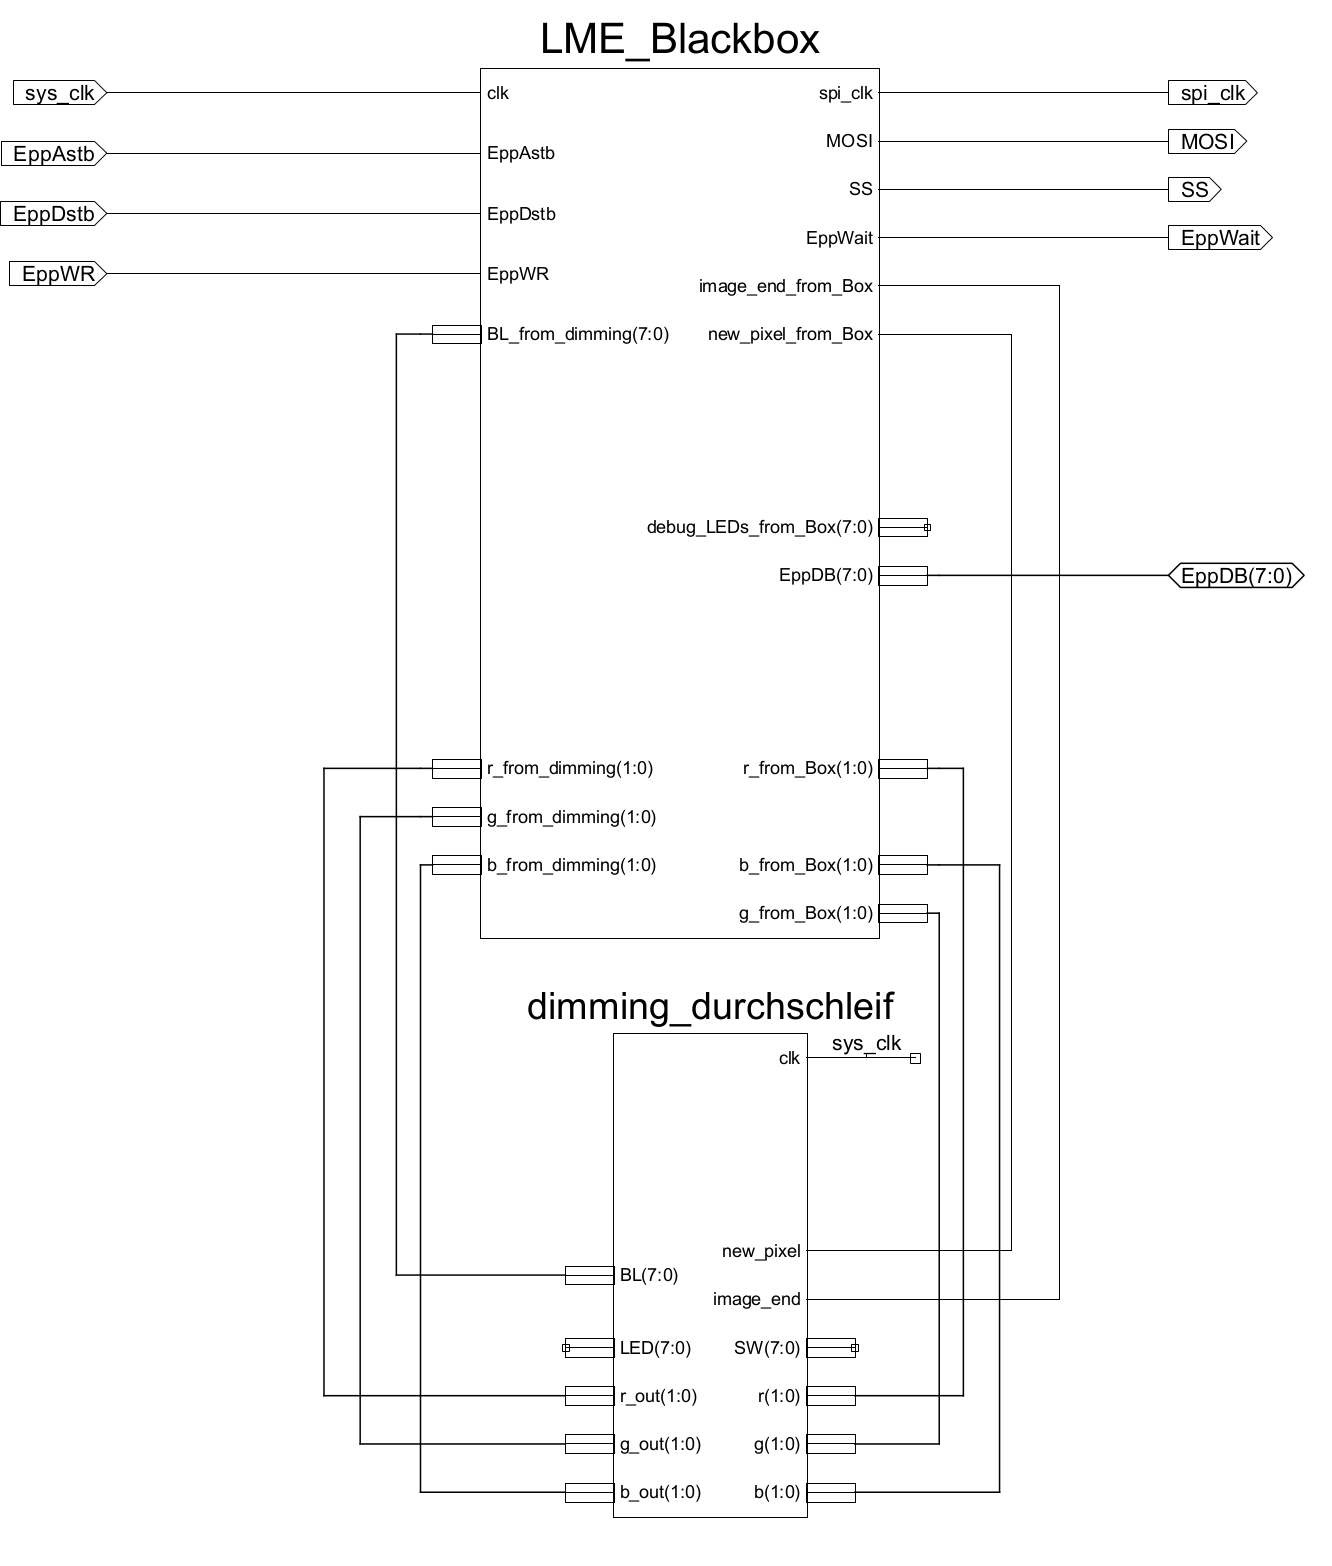 LME_Blackbox
sys_clk
clk
spi_clk
spi_clk
MOSI
MOSI
EppAstb
EppAstb
SS
SS
EppDstb
EppDstb
EppWait
EppWait
EppWR
EppWR
image_end_from_Box
BL_from_dimming(7:0)
new_pixel_from_Box
debug_LEDs_from_Box(7:0)
EppDB(7:0)
EppDB(7:0)
r_from_dimming(1:0)
r_from_Box(1:0)
g_from_dimming(1:0)
b_from_dimming(1:0)
b_from_Box(1:0)
g_from_Box(1:0)
dimming_durchschleif
clk
sys_clk
new_pixel
BL(7:0)
image_end
LED(7:0)
SW(7:0)
r_out(1:0)
r(1:0)
g_out(1:0)
g(1:0)
b_out(1:0)
b(1:0)